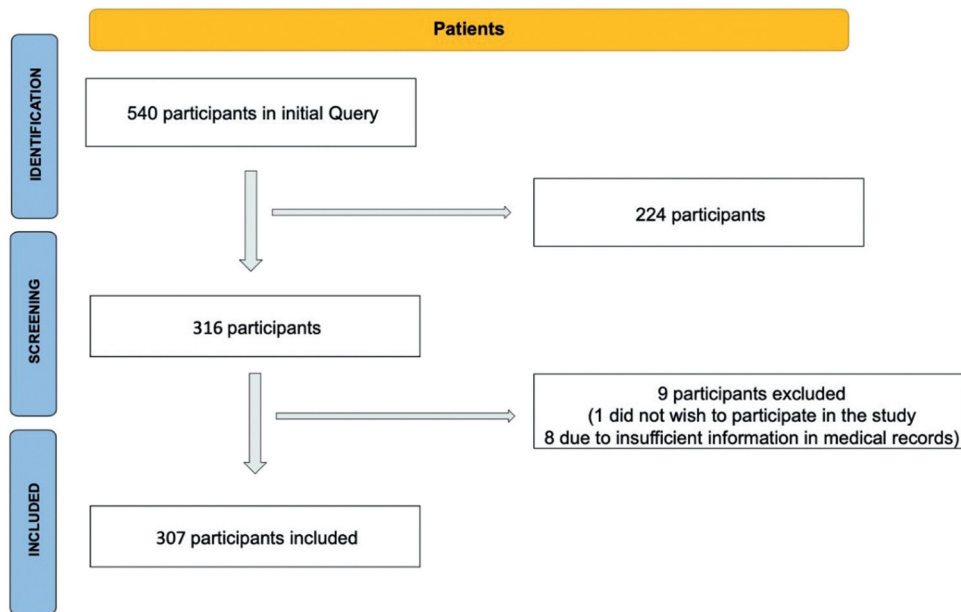 Patients
IDENTIFICATION
540 participants in initial Query
224 participants
SCREENING
316 participants
9 participants excluded
(1 did not wish to participate in the study
8 due to insufficient information in medical records)
INCLUDED
307 participants included